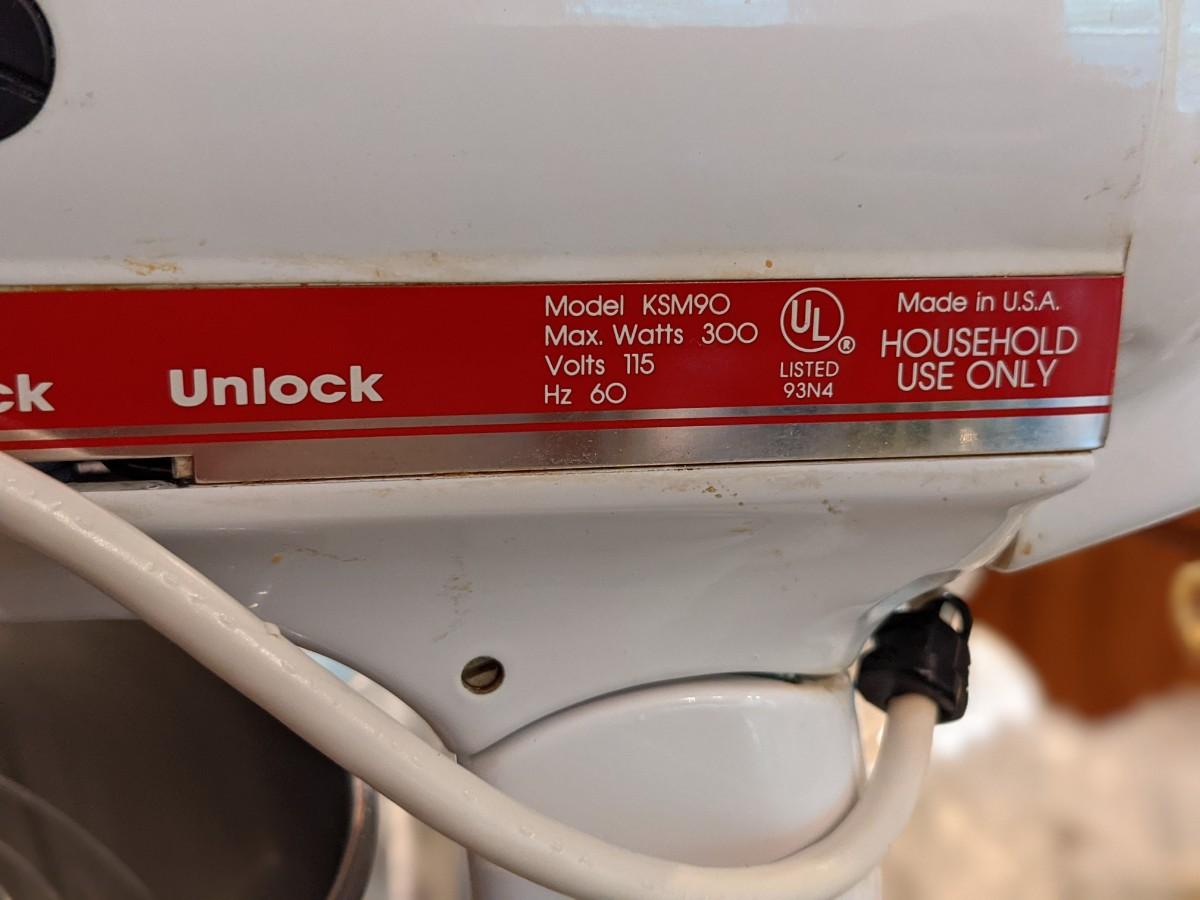 ck
Unlock
Model KSM90
Max. Watts 300
Volts 115
Hz 60
UL®
LISTED
93N4
Made in U.S.A.
HOUSEHOLD
USE ONLY